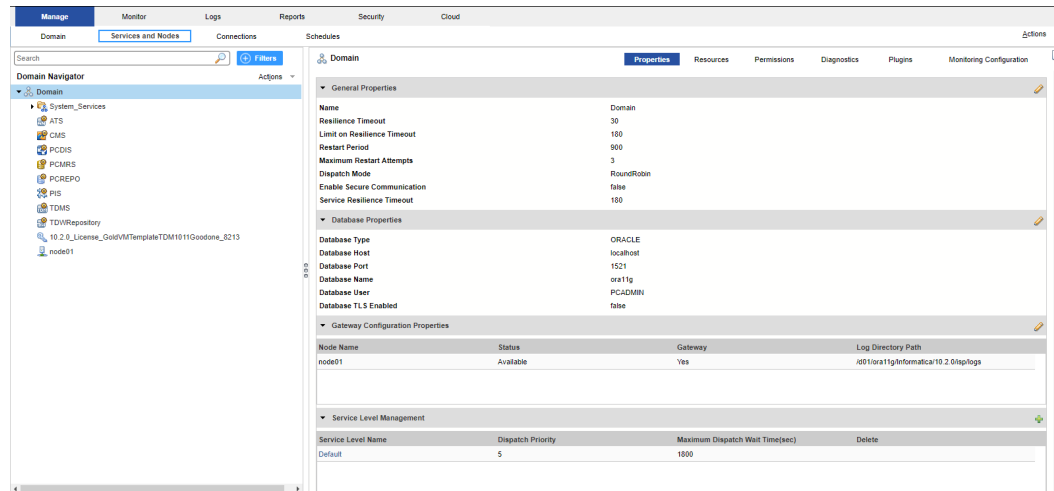 Manage Monitor Logs Reports Security Cloud
Domain Services and Nodes Connections Schedules Actions
Search Filters
Domain Navigator Actions
Domain
System_Services
ATS
CMS
PCDIS
PCMRS
PCREPO
PIS
TDMS
TDWRepository
10.2.0_License_GoldVMTemplateTDM1011Goodone_8213
node01
Domain Properties Resources Permissions Diagnostics Plugins Monitoring Configuration
General Properties
Name Domain
Resilience Timeout 30
Limit on Resilience Timeout 180
Restart Period 900
Maximum Restart Attempts 3
Dispatch Mode RoundRobin
Enable Secure Communication false
Service Resilience Timeout 180
Database Properties
Database Type ORACLE
Database Host localhost
Database Port 1521
Database Name ora11g
Database User PCADMIN
Database TLS Enabled false
Gateway Configuration Properties
Node Name Status Gateway Log Directory Path
node01 Available Yes /d01/ora11g/Informatica/10.2.0/isp/logs
Service Level Management
Service Level Name Dispatch Priority Maximum Dispatch Wait Time(sec) Delete
Default 5 1800